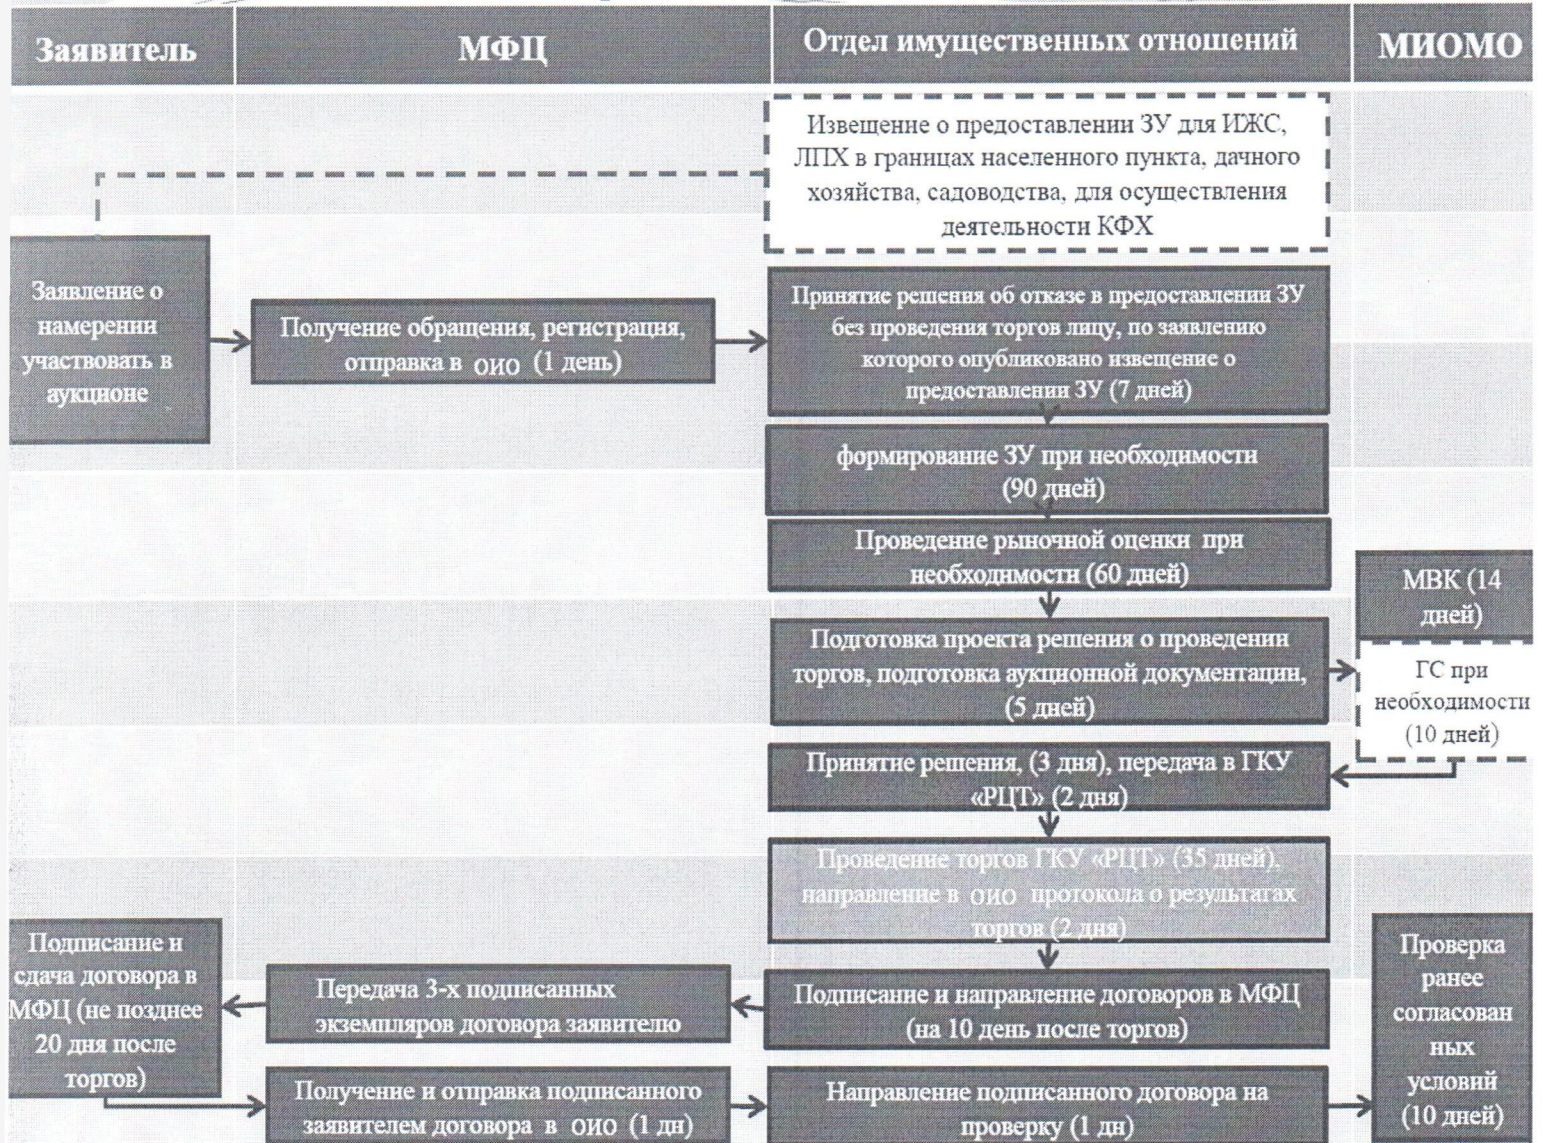 Заявитель
МФЦ
Отдел имущественных отношений
МИОМО
Извещение о предоставлении ЗУ для ИЖС,
ЛПХ в границах населенного пункта, дачного
хозяйства, садоводства, для осуществления
деятельности КФХ
Заявление о
намерении
участвовать в
аукционе
Получение обращения, регистрация,
отправка в ОИО (1 день)
Принятие решения об отказе в предоставлении ЗУ
без проведения торгов лицу, по заявлению
которого опубликовано извещение о
предоставлении ЗУ (7 дней)
формирование ЗУ при необходимости
(90 дней)
Проведение рыночной оценки при
необходимости (60 дней)
Подготовка проекта решения о проведении
торгов, подготовка аукционной документации,
(5 дней)
МВК (14
дней)
ГС при
необходимости
(10 дней)
Принятие решения, (3 дня), передача в ГКУ
«РЦТ» (2 дня)
Проведение торгов ГКУ «РЦТ» (35 дней),
направление в ОИО протокола о результатах
торгов (2 дня)
Подписание и направление договоров в МФЦ
(на 10 день после торгов)
Передача 3-х подписанных
экземпляров договора заявителю
Подписание и
сдача договора в
МФЦ (не позднее
20 дня после
торгов)
Получение и отправка подписанного
заявителем договора в ОИО (1 дн)
Направление подписанного договора на
проверку (1 дн)
Проверка
ранее
согласован
ных
условий
(10 дней)